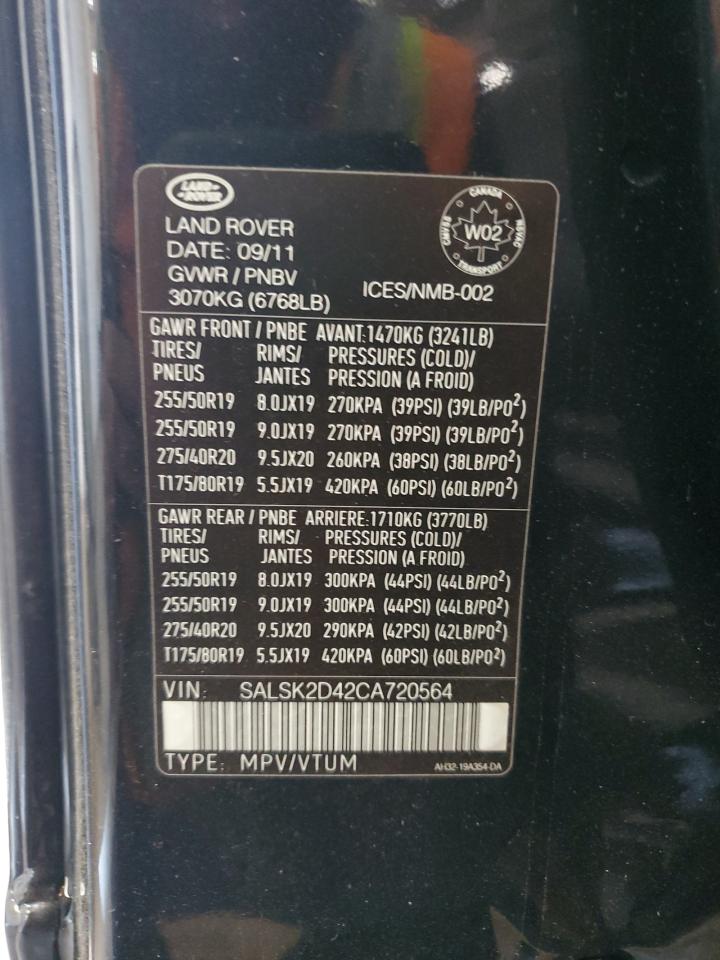 LAND-
-ROVER
LAND ROVER
DATE: 09/11
GVWR / PNBV
3070KG (6768LB)
CANADA
CMVSS
NSVAC
W02
TRANSPORT
ICES/NMB-002
GAWR FRONT / PNBE AVANT:1470KG (3241LB)
TIRES/ RIMS/ PRESSURES (COLD)/
PNEUS JANTES PRESSION (A FROID)
255/50R19 8.0JX19 270KPA (39PSI) (39LB/PO²)
255/50R19 9.0JX19 270KPA (39PSI) (39LB/PO²)
275/40R20 9.5JX20 260KPA (38PSI) (38LB/PO²)
T175/80R19 5.5JX19 420KPA (60PSI) (60LB/PO²)
GAWR REAR / PNBE ARRIERE:1710KG (3770LB)
TIRES/ RIMS/ PRESSURES (COLD)/
PNEUS JANTES PRESSION (A FROID)
255/50R19 8.0JX19 300KPA (44PSI) (44LB/PO²)
255/50R19 9.0JX19 300KPA (44PSI) (44LB/PO²)
275/40R20 9.5JX20 290KPA (42PSI) (42LB/PO²)
T175/80R19 5.5JX19 420KPA (60PSI) (60LB/PO²)
VIN: SALSK2D42CA720564
TYPE: MPV/VTUM
AH32-19A354-DA